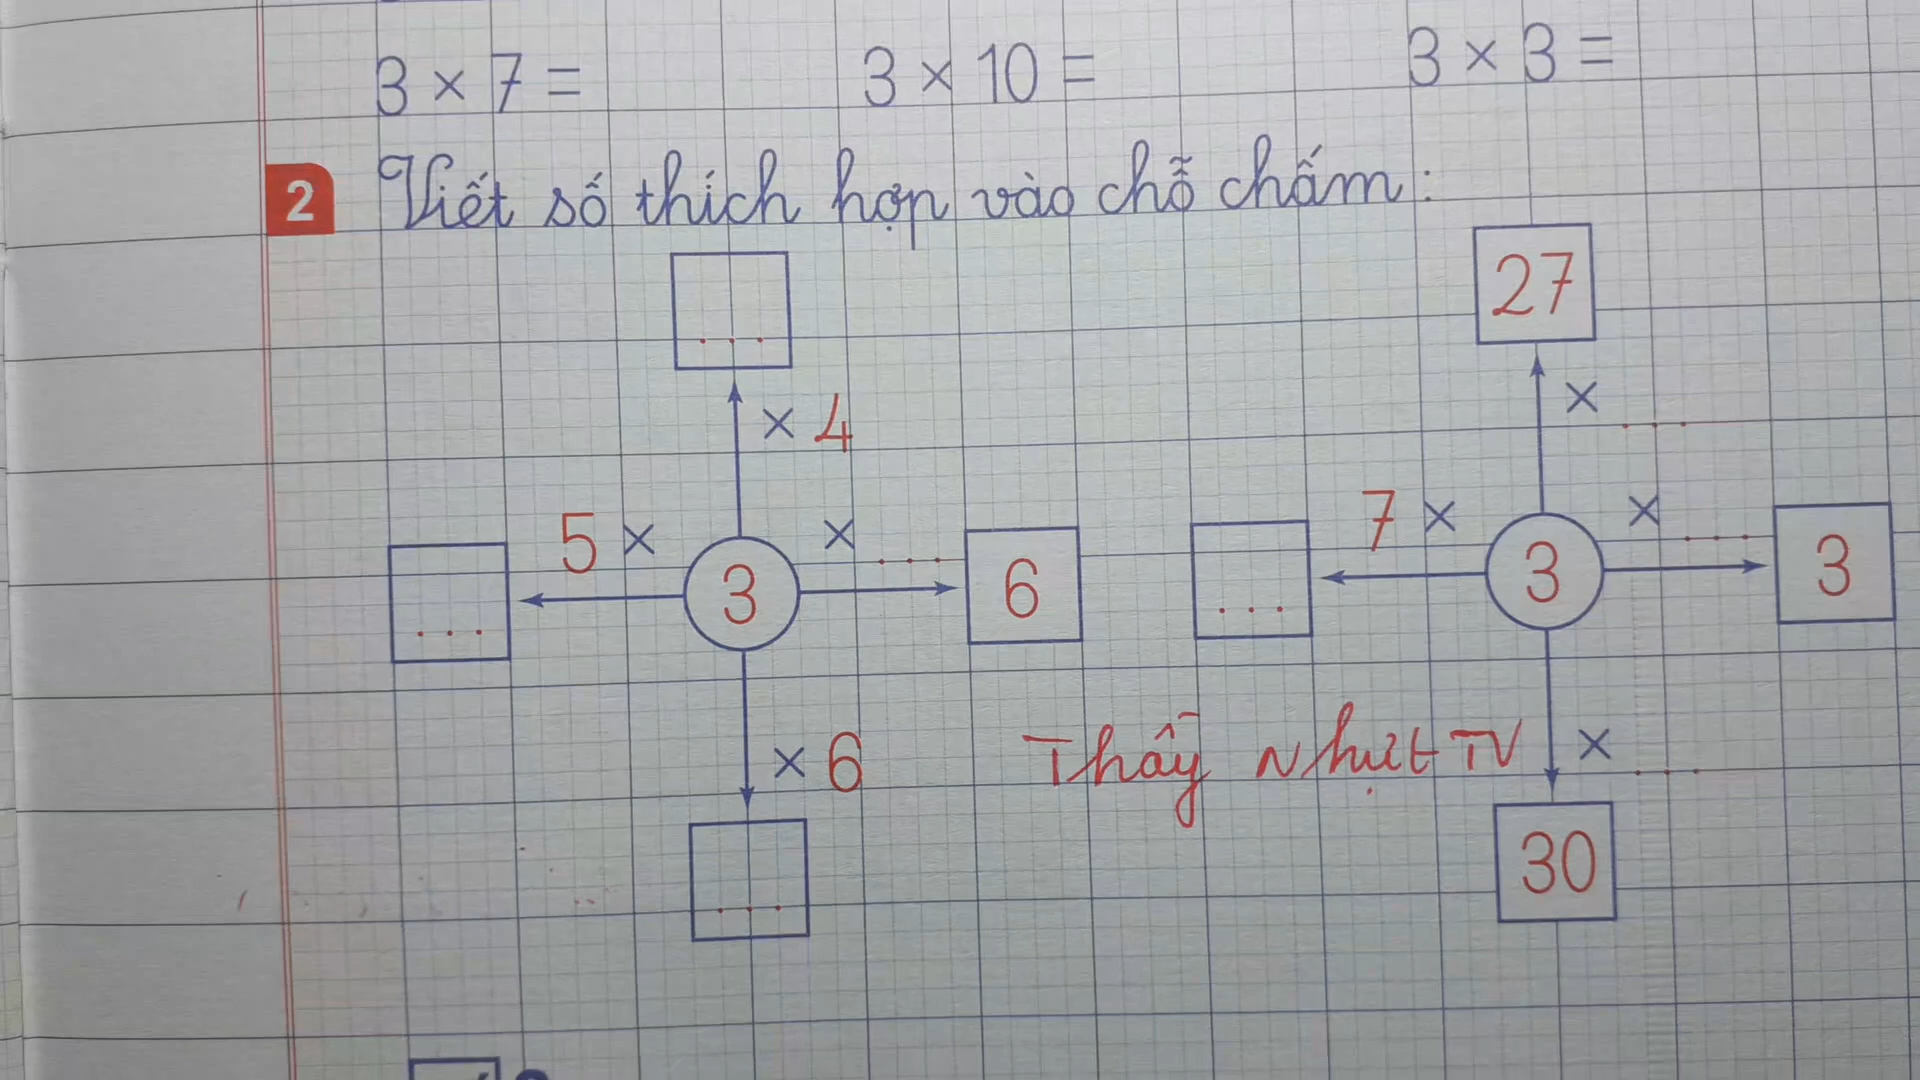 3 × 7 = 3 × 10 = 3 × 3 =
2 Viết số thích hợp vào chỗ chấm:
27
...
× 4 × ...
5 × × ... 7 × × ...
... 3 6 ... 3 3
× 6 Thầy Nhựt TV × ...
... 30